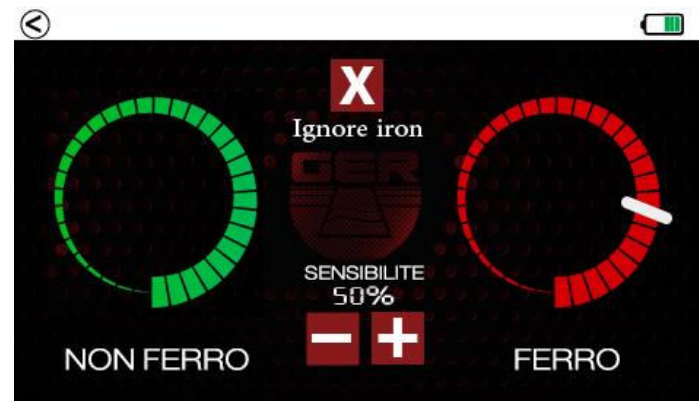 X
Ignore iron
GER
SENSIBILITE
50%
NON FERRO
FERRO